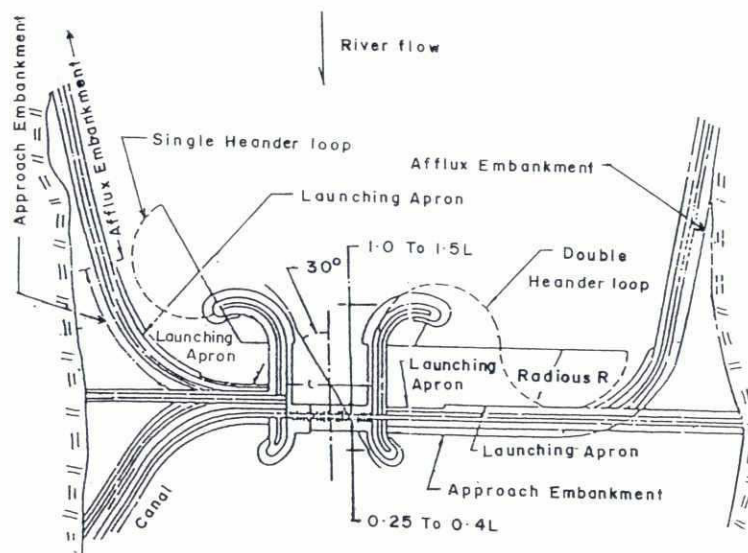 River flow
Approach Embankment
Afflux Embankment
Single Heander loop
Launching Apron
Afflux Embankment
1.0 To 1.5L
Double
Heander loop
30°
Launching
Apron
Launching
Apron
Radious R
Launching Apron
Approach Embankment
Canal
0.25 To 0.4L